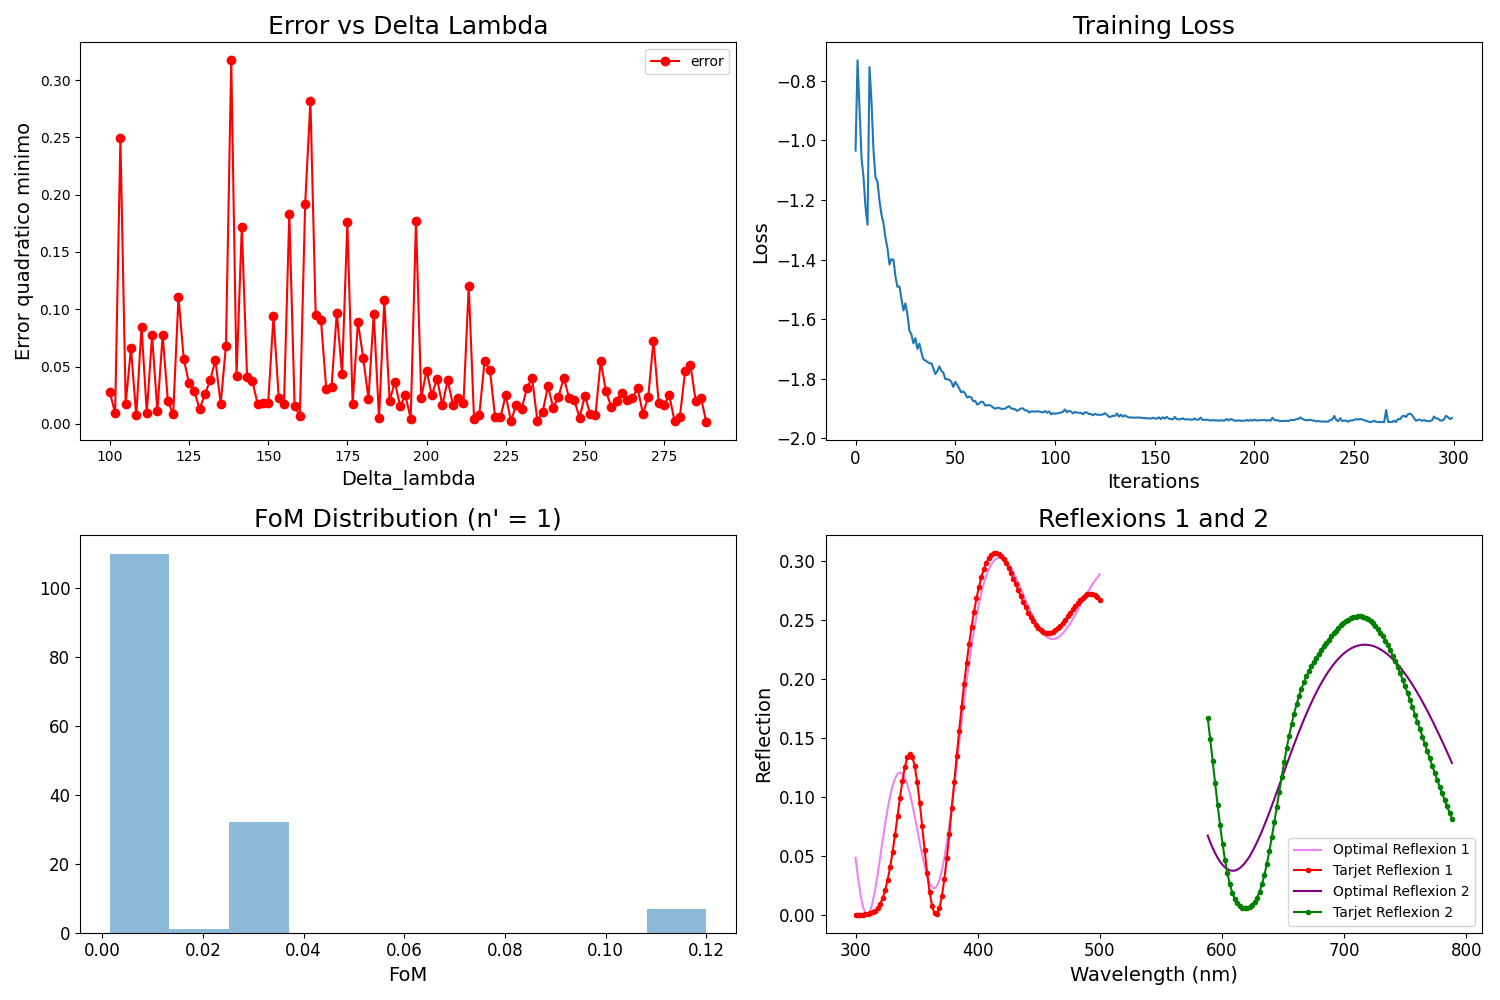 Error vs Delta Lambda
error
Error quadratico minimo
0.30
0.25
0.20
0.15
0.10
0.05
0.00
100 125 150 175 200 225 250 275
Delta_lambda
Training Loss
Loss
−0.8
−1.0
−1.2
−1.4
−1.6
−1.8
−2.0
0 50 100 150 200 250 300
Iterations
FoM Distribution (n' = 1)
100
80
60
40
20
0
0.00 0.02 0.04 0.06 0.08 0.10 0.12
FoM
Reflexions 1 and 2
Reflection
0.30
0.25
0.20
0.15
0.10
0.05
0.00
Optimal Reflexion 1
Tarjet Reflexion 1
Optimal Reflexion 2
Tarjet Reflexion 2
300 400 500 600 700 800
Wavelength (nm)